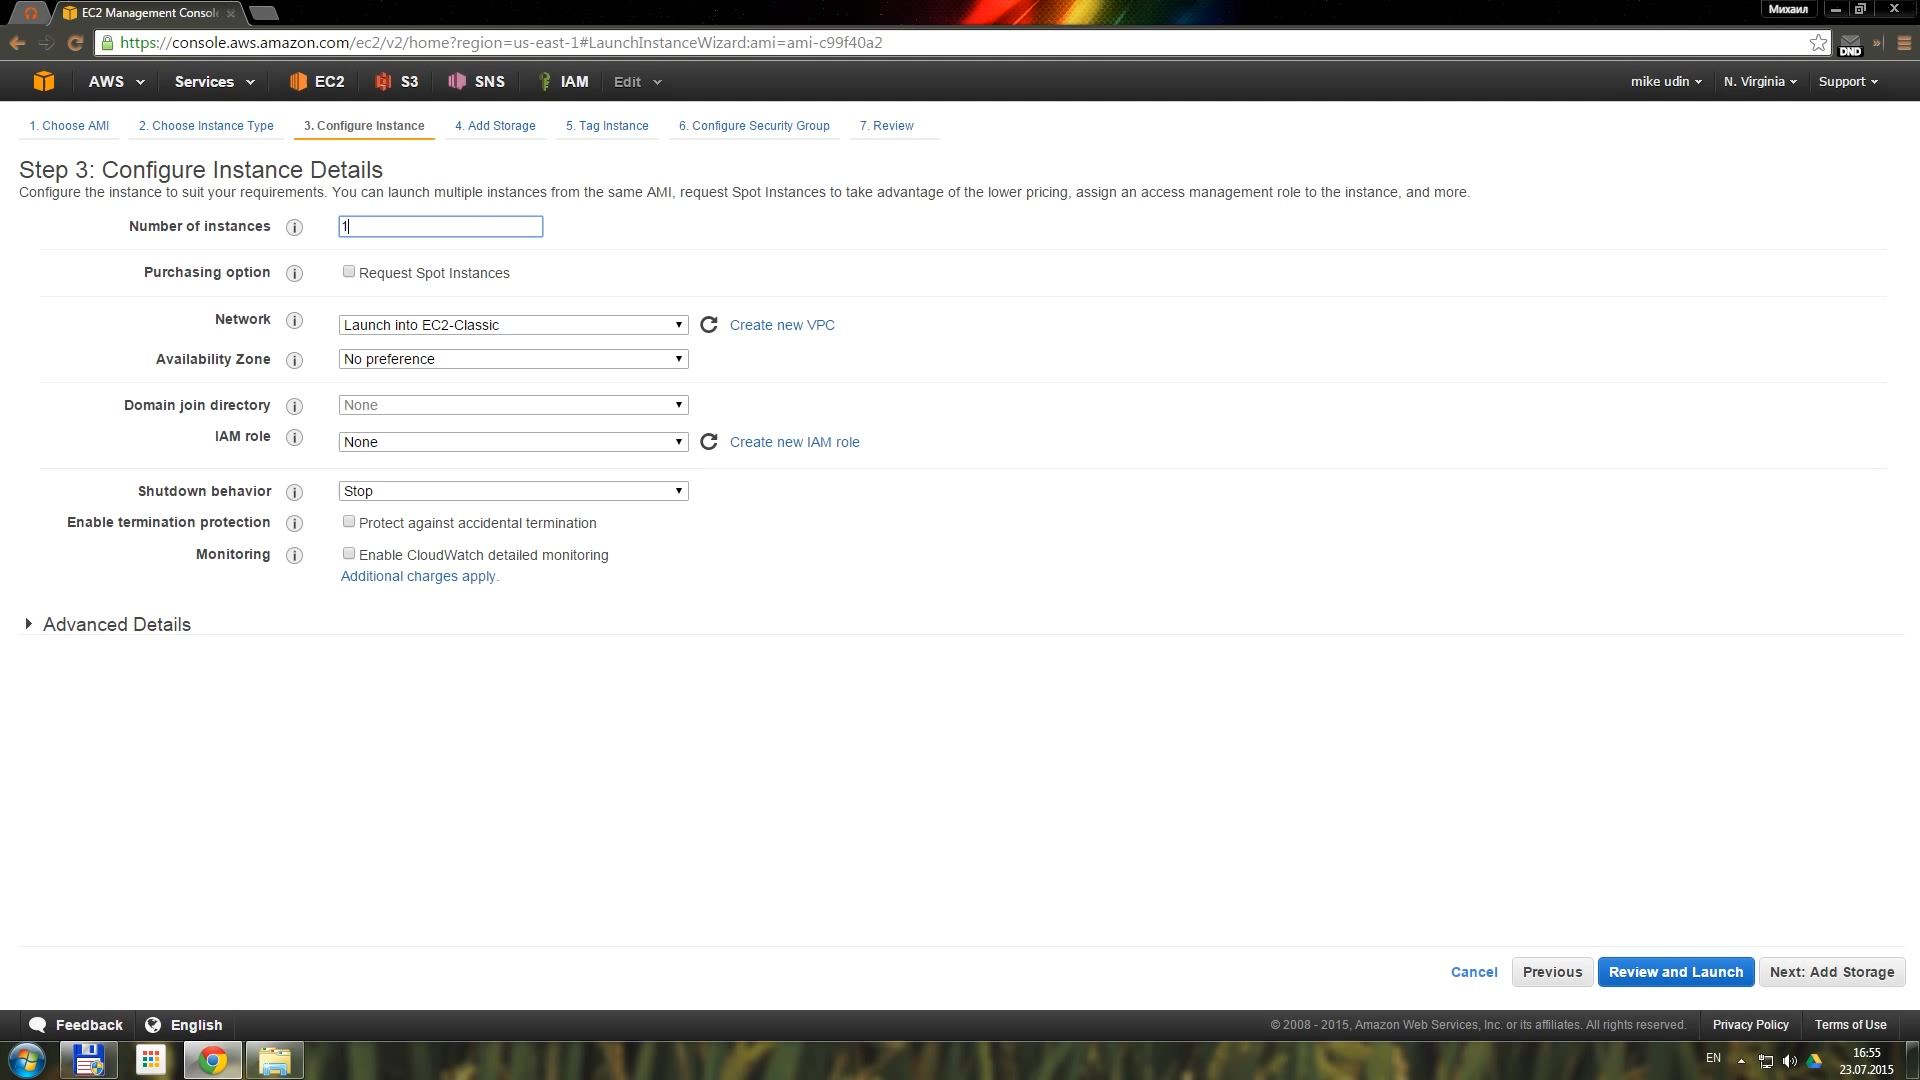 EC2 Management Consol
Михаил
https://console.aws.amazon.com/ec2/v2/home?region=us-east-1#LaunchInstanceWizard:ami=ami-c99f40a2
DND
AWS Services EC2 S3 SNS IAM Edit mike udin N. Virginia Support
1. Choose AMI 2. Choose Instance Type 3. Configure Instance 4. Add Storage 5. Tag Instance 6. Configure Security Group 7. Review
Step 3: Configure Instance Details
Configure the instance to suit your requirements. You can launch multiple instances from the same AMI, request Spot Instances to take advantage of the lower pricing, assign an access management role to the instance, and more.
Number of instances i 1
Purchasing option i Request Spot Instances
Network i Launch into EC2-Classic Create new VPC
Availability Zone i No preference
Domain join directory i None
IAM role i None Create new IAM role
Shutdown behavior i Stop
Enable termination protection i Protect against accidental termination
Monitoring i Enable CloudWatch detailed monitoring
Additional charges apply.
Advanced Details
Cancel Previous Review and Launch Next: Add Storage
Feedback English © 2008 - 2015, Amazon Web Services, Inc. or its affiliates. All rights reserved. Privacy Policy Terms of Use
EN 16:55
23.07.2015